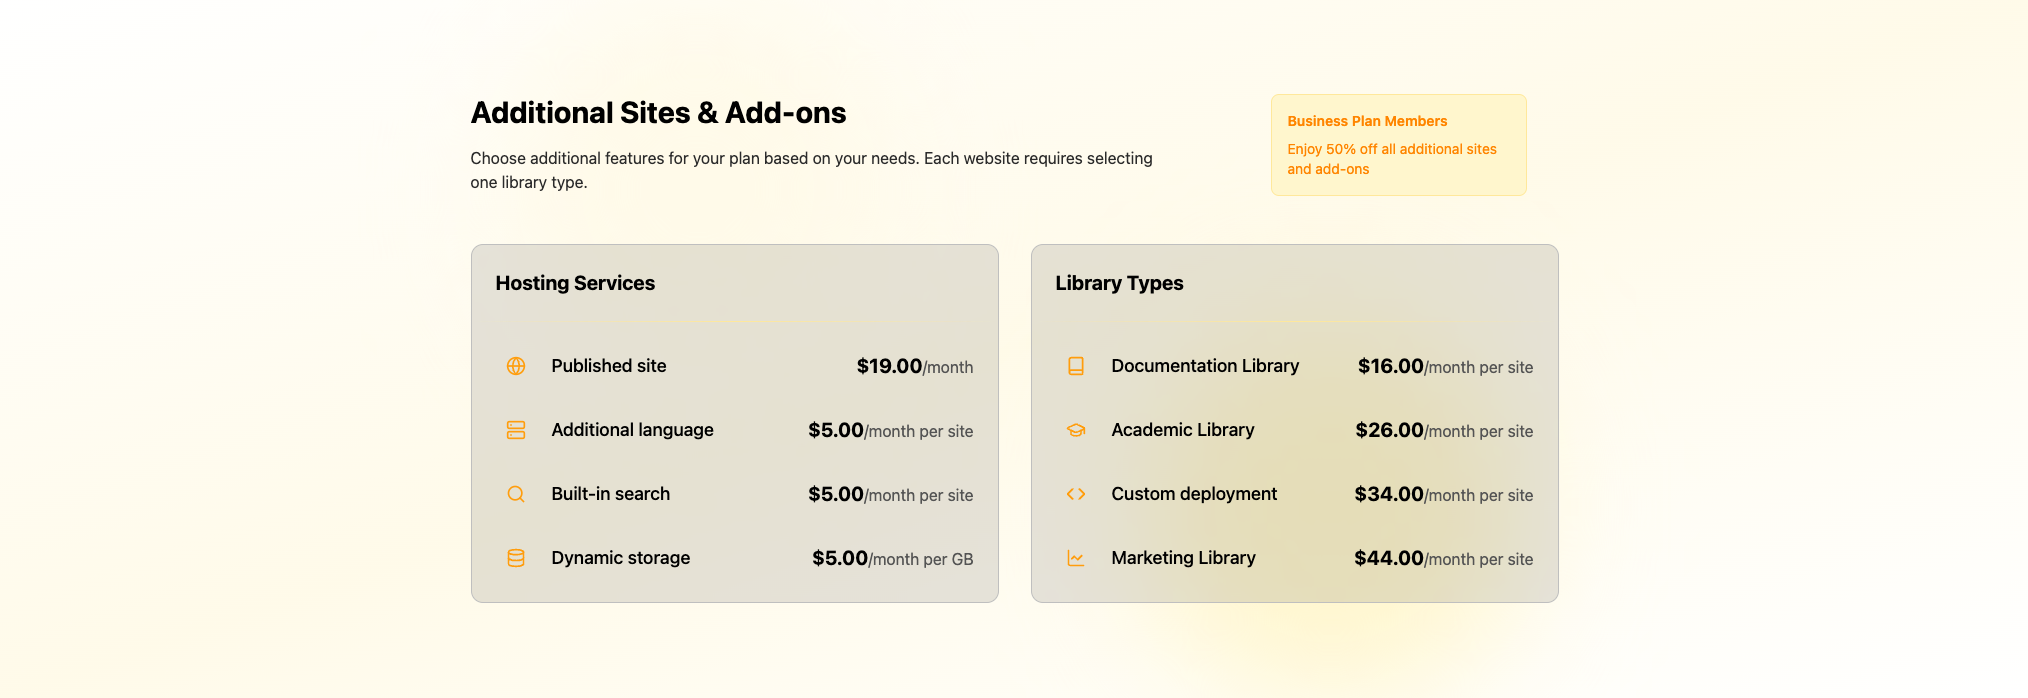 Additional Sites & Add-ons
Choose additional features for your plan based on your needs. Each website requires selecting
one library type.
Business Plan Members
Enjoy 50% off all additional sites
and add-ons
Hosting Services
Published site $19.00/month
Additional language $5.00/month per site
Built-in search $5.00/month per site
Dynamic storage $5.00/month per GB
Library Types
Documentation Library $16.00/month per site
Academic Library $26.00/month per site
Custom deployment $34.00/month per site
Marketing Library $44.00/month per site